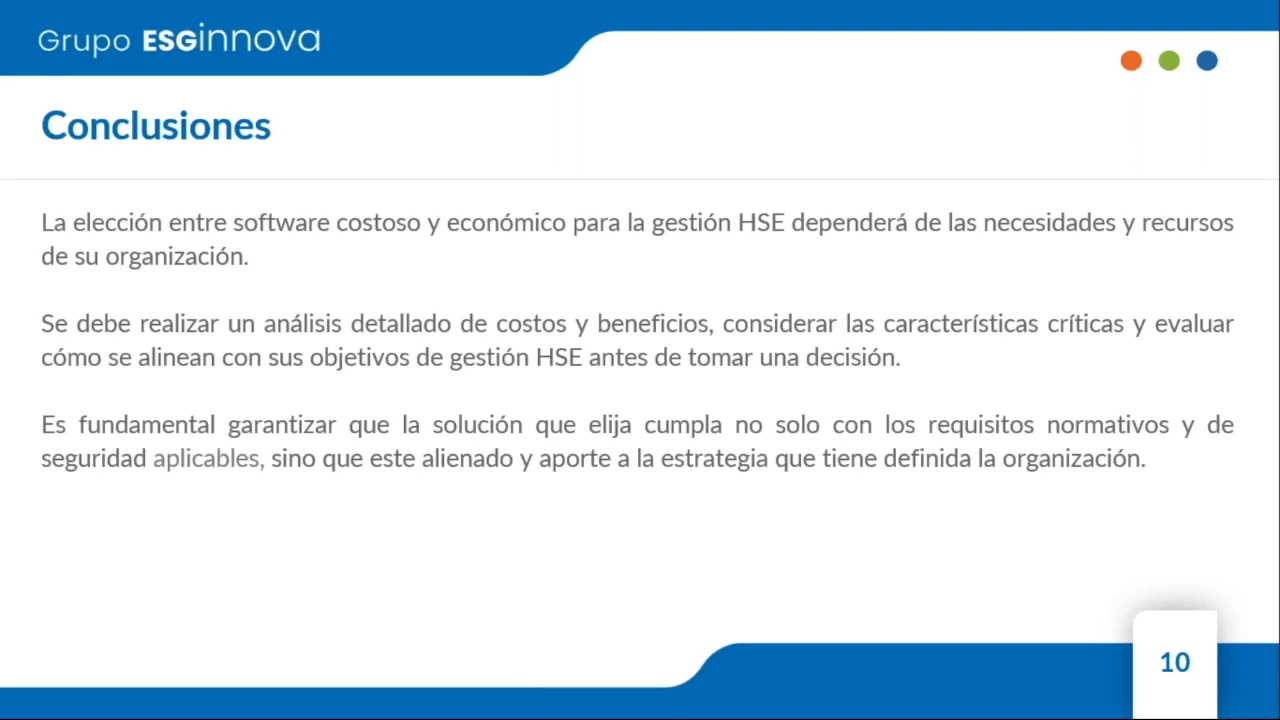 Grupo ESGinnova
Conclusiones
La elección entre software costoso y económico para la gestión HSE dependerá de las necesidades y recursos
de su organización.
Se debe realizar un análisis detallado de costos y beneficios, considerar las características críticas y evaluar
cómo se alinean con sus objetivos de gestión HSE antes de tomar una decisión.
Es fundamental garantizar que la solución que elija cumpla no solo con los requisitos normativos y de
seguridad aplicables, sino que este alienado y aporte a la estrategia que tiene definida la organización.
10